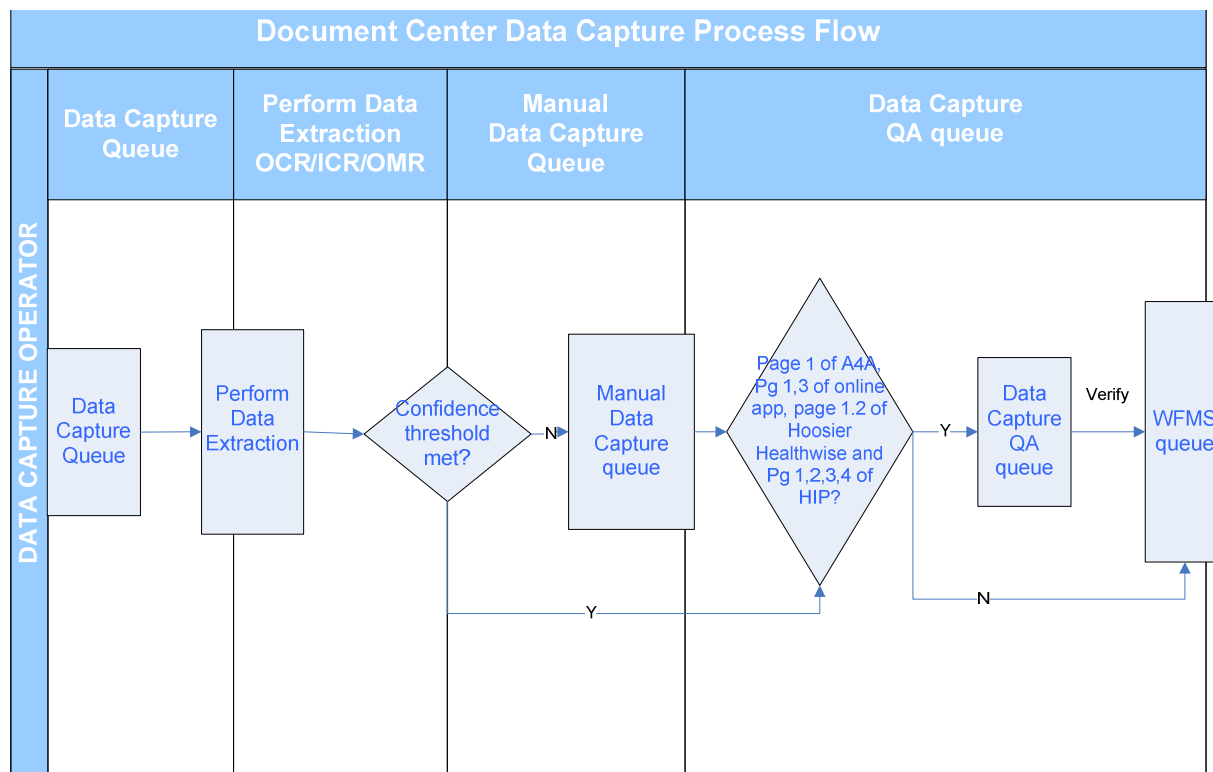 Document Center Data Capture Process Flow
DATA CAPTURE OPERATOR
Data Capture
Queue
Perform Data
Extraction
OCR/ICR/OMR
Manual
Data Capture
Queue
Data Capture
QA queue
Data
Capture
Queue
Perform
Data
Extraction
Confidence
threshold
met?
N
Y
Manual
Data
Capture
queue
Page 1 of A4A,
Pg 1,3 of online
app, page 1.2 of
Hoosier
Healthwise and
Pg 1,2,3,4 of
HIP?
Y
N
Data
Capture
QA
queue
Verify
WFMS
queue